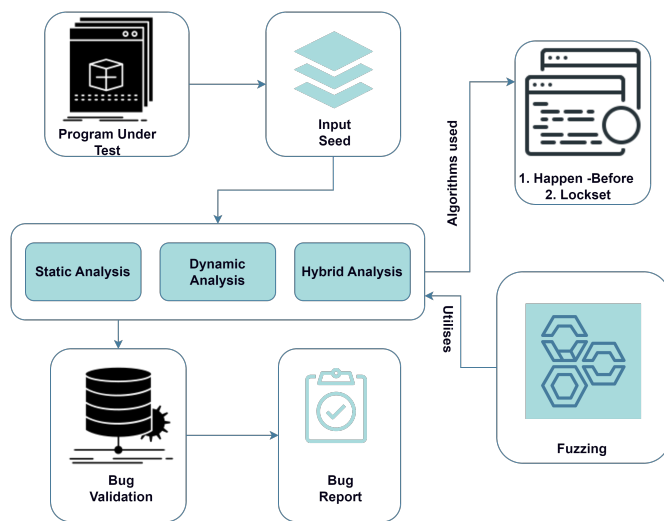 Program Under
Test
Input
Seed
Algorithms used
1. Happen -Before
2. Lockset
Static Analysis
Dynamic
Analysis
Hybrid Analysis
Utilises
Fuzzing
Bug
Validation
Bug
Report